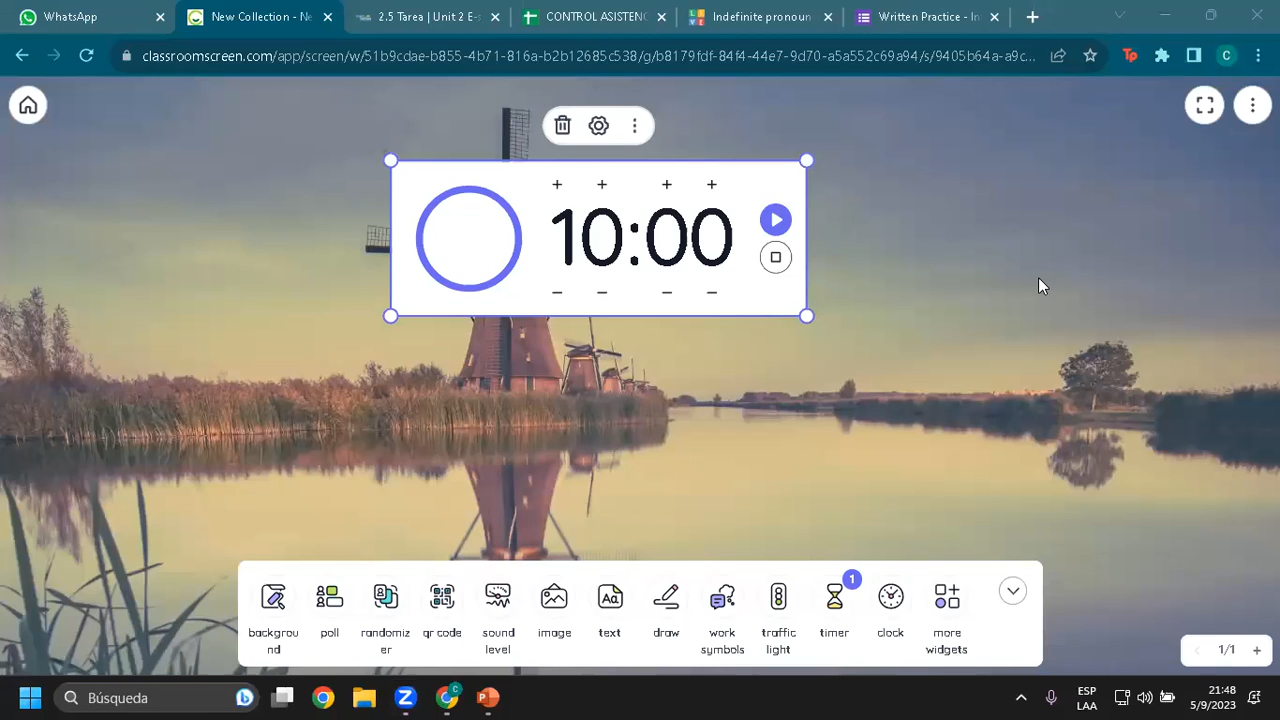 WhatsApp
New Collection - Ne
2.5 Tarea | Unit 2 E-s
CONTROL ASISTENC
Indefinite pronoun
Written Practice - In
classroomscreen.com/app/screen/w/51b9cdae-b855-4b71-816a-b2b12685c538/g/b8179fdf-84f4-44e7-9d70-a5a552c69a94/s/9405b64a-a9c...
10:00
backgrou
nd
poll
randomiz
er
qr code
sound
level
image
text
draw
work
symbols
traffic
light
1
timer
clock
more
widgets
1/1
Búsqueda
ESP
LAA
21:48
5/9/2023